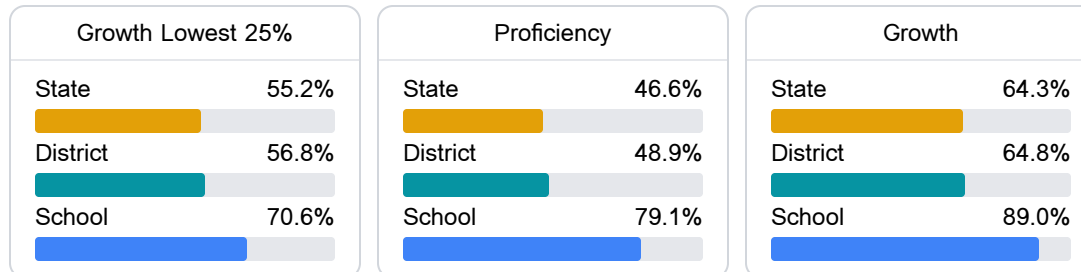 Growth Lowest 25%
State 55.2%
District 56.8%
School 70.6%
Proficiency
State 46.6%
District 48.9%
School 79.1%
Growth
State 64.3%
District 64.8%
School 89.0%